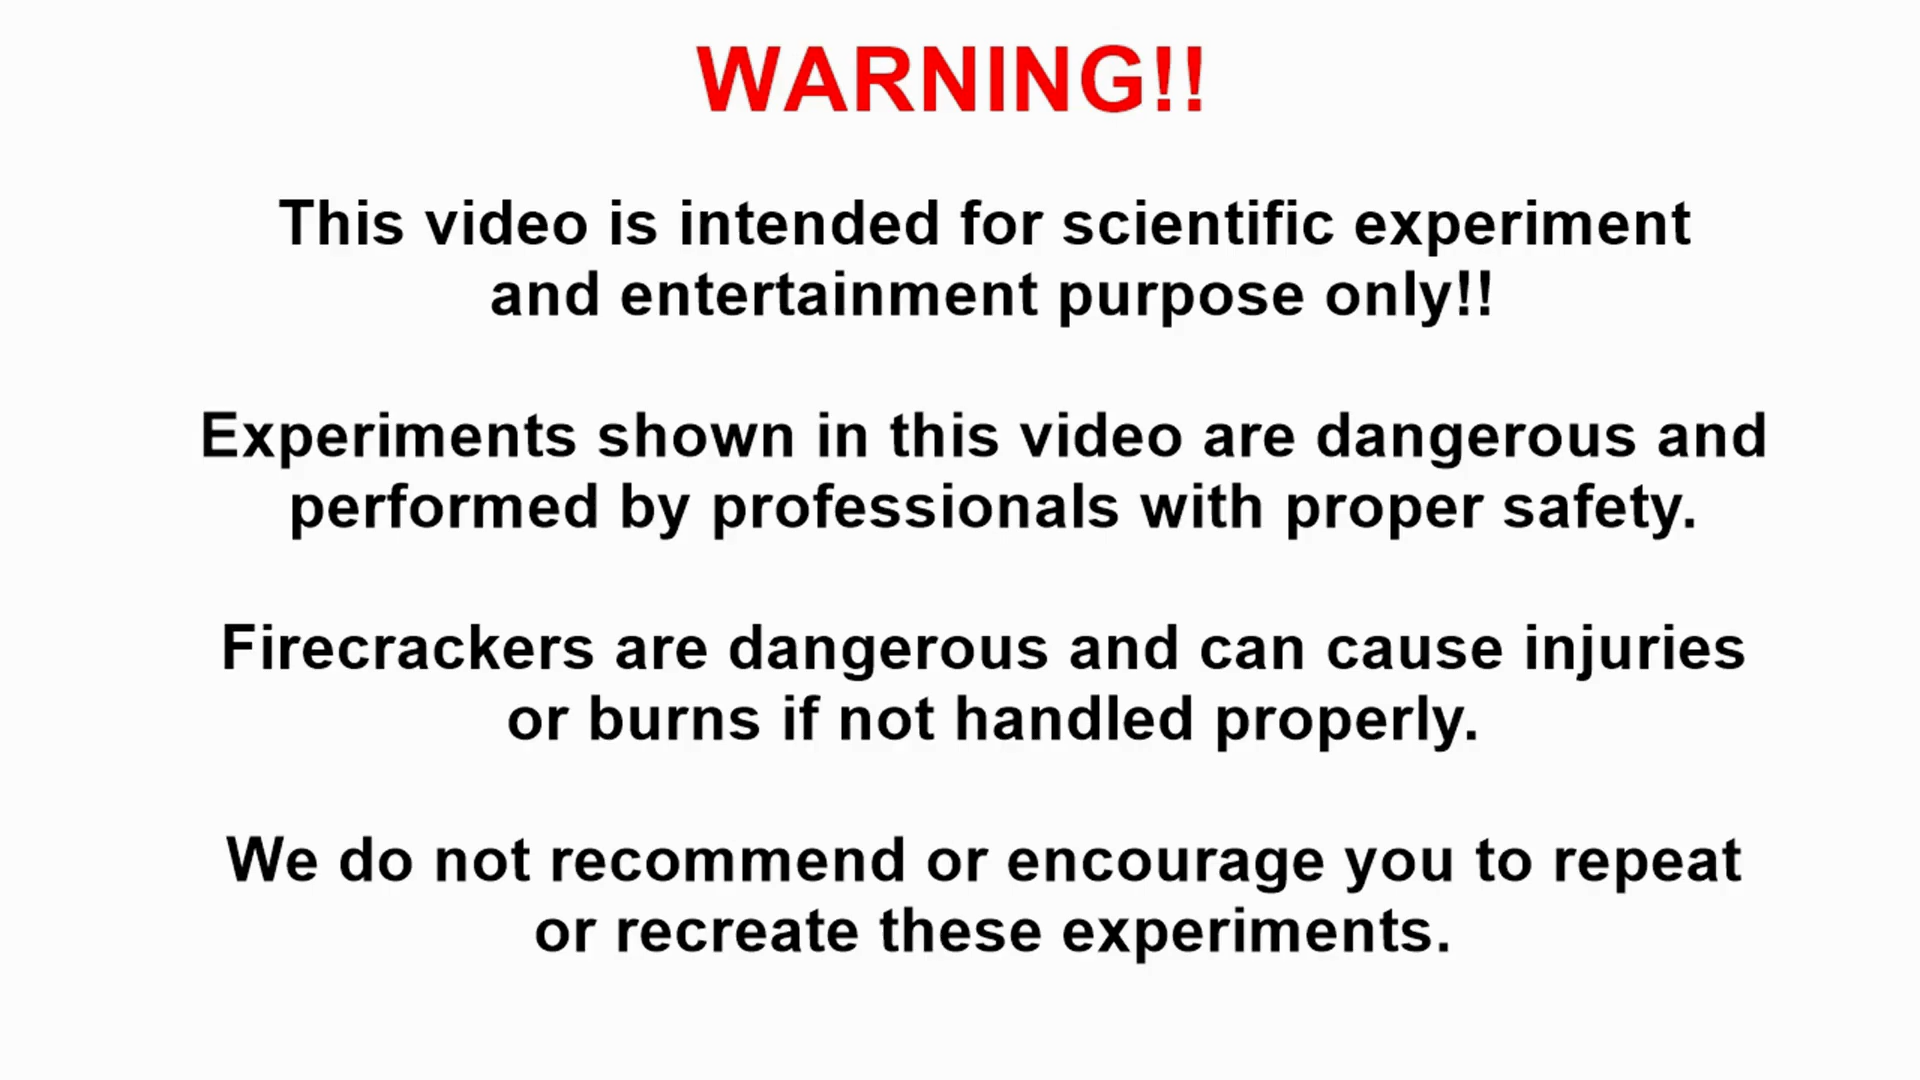 WARNING!!
This video is intended for scientific experiment
and entertainment purpose only!!
Experiments shown in this video are dangerous and
performed by professionals with proper safety.
Firecrackers are dangerous and can cause injuries
or burns if not handled properly.
We do not recommend or encourage you to repeat
or recreate these experiments.